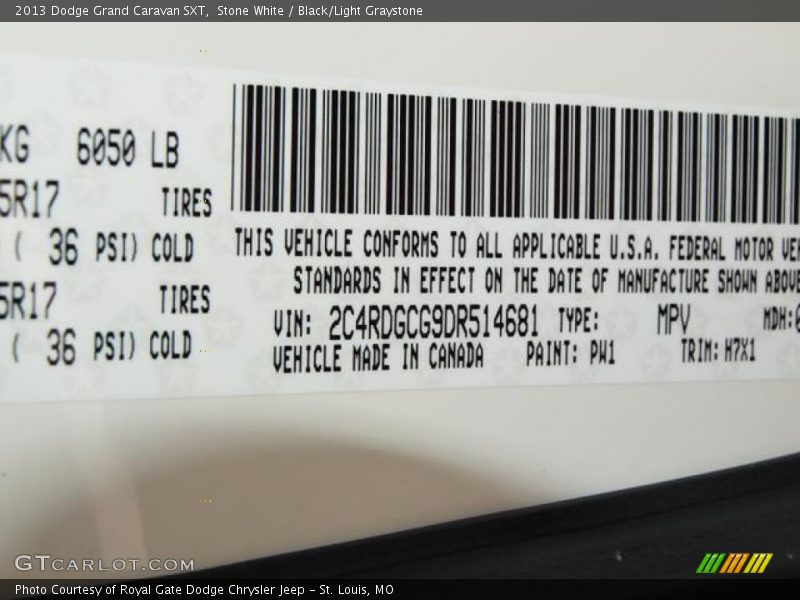 2013 Dodge Grand Caravan SXT,  Stone White / Black/Light Graystone
KG 6050 LB
5R17 TIRES
( 36 PSI) COLD
5R17 TIRES
( 36 PSI) COLD
THIS VEHICLE CONFORMS TO ALL APPLICABLE U.S.A. FEDERAL MOTOR VE
STANDARDS IN EFFECT ON THE DATE OF MANUFACTURE SHOWN ABOVE
VIN: 2C4RDGCG9DR514681 TYPE: MPV MDH:0
VEHICLE MADE IN CANADA PAINT: PW1 TRIM: H7X1
GTCARLOT.COM
Photo Courtesy of Royal Gate Dodge Chrysler Jeep – St. Louis, MO